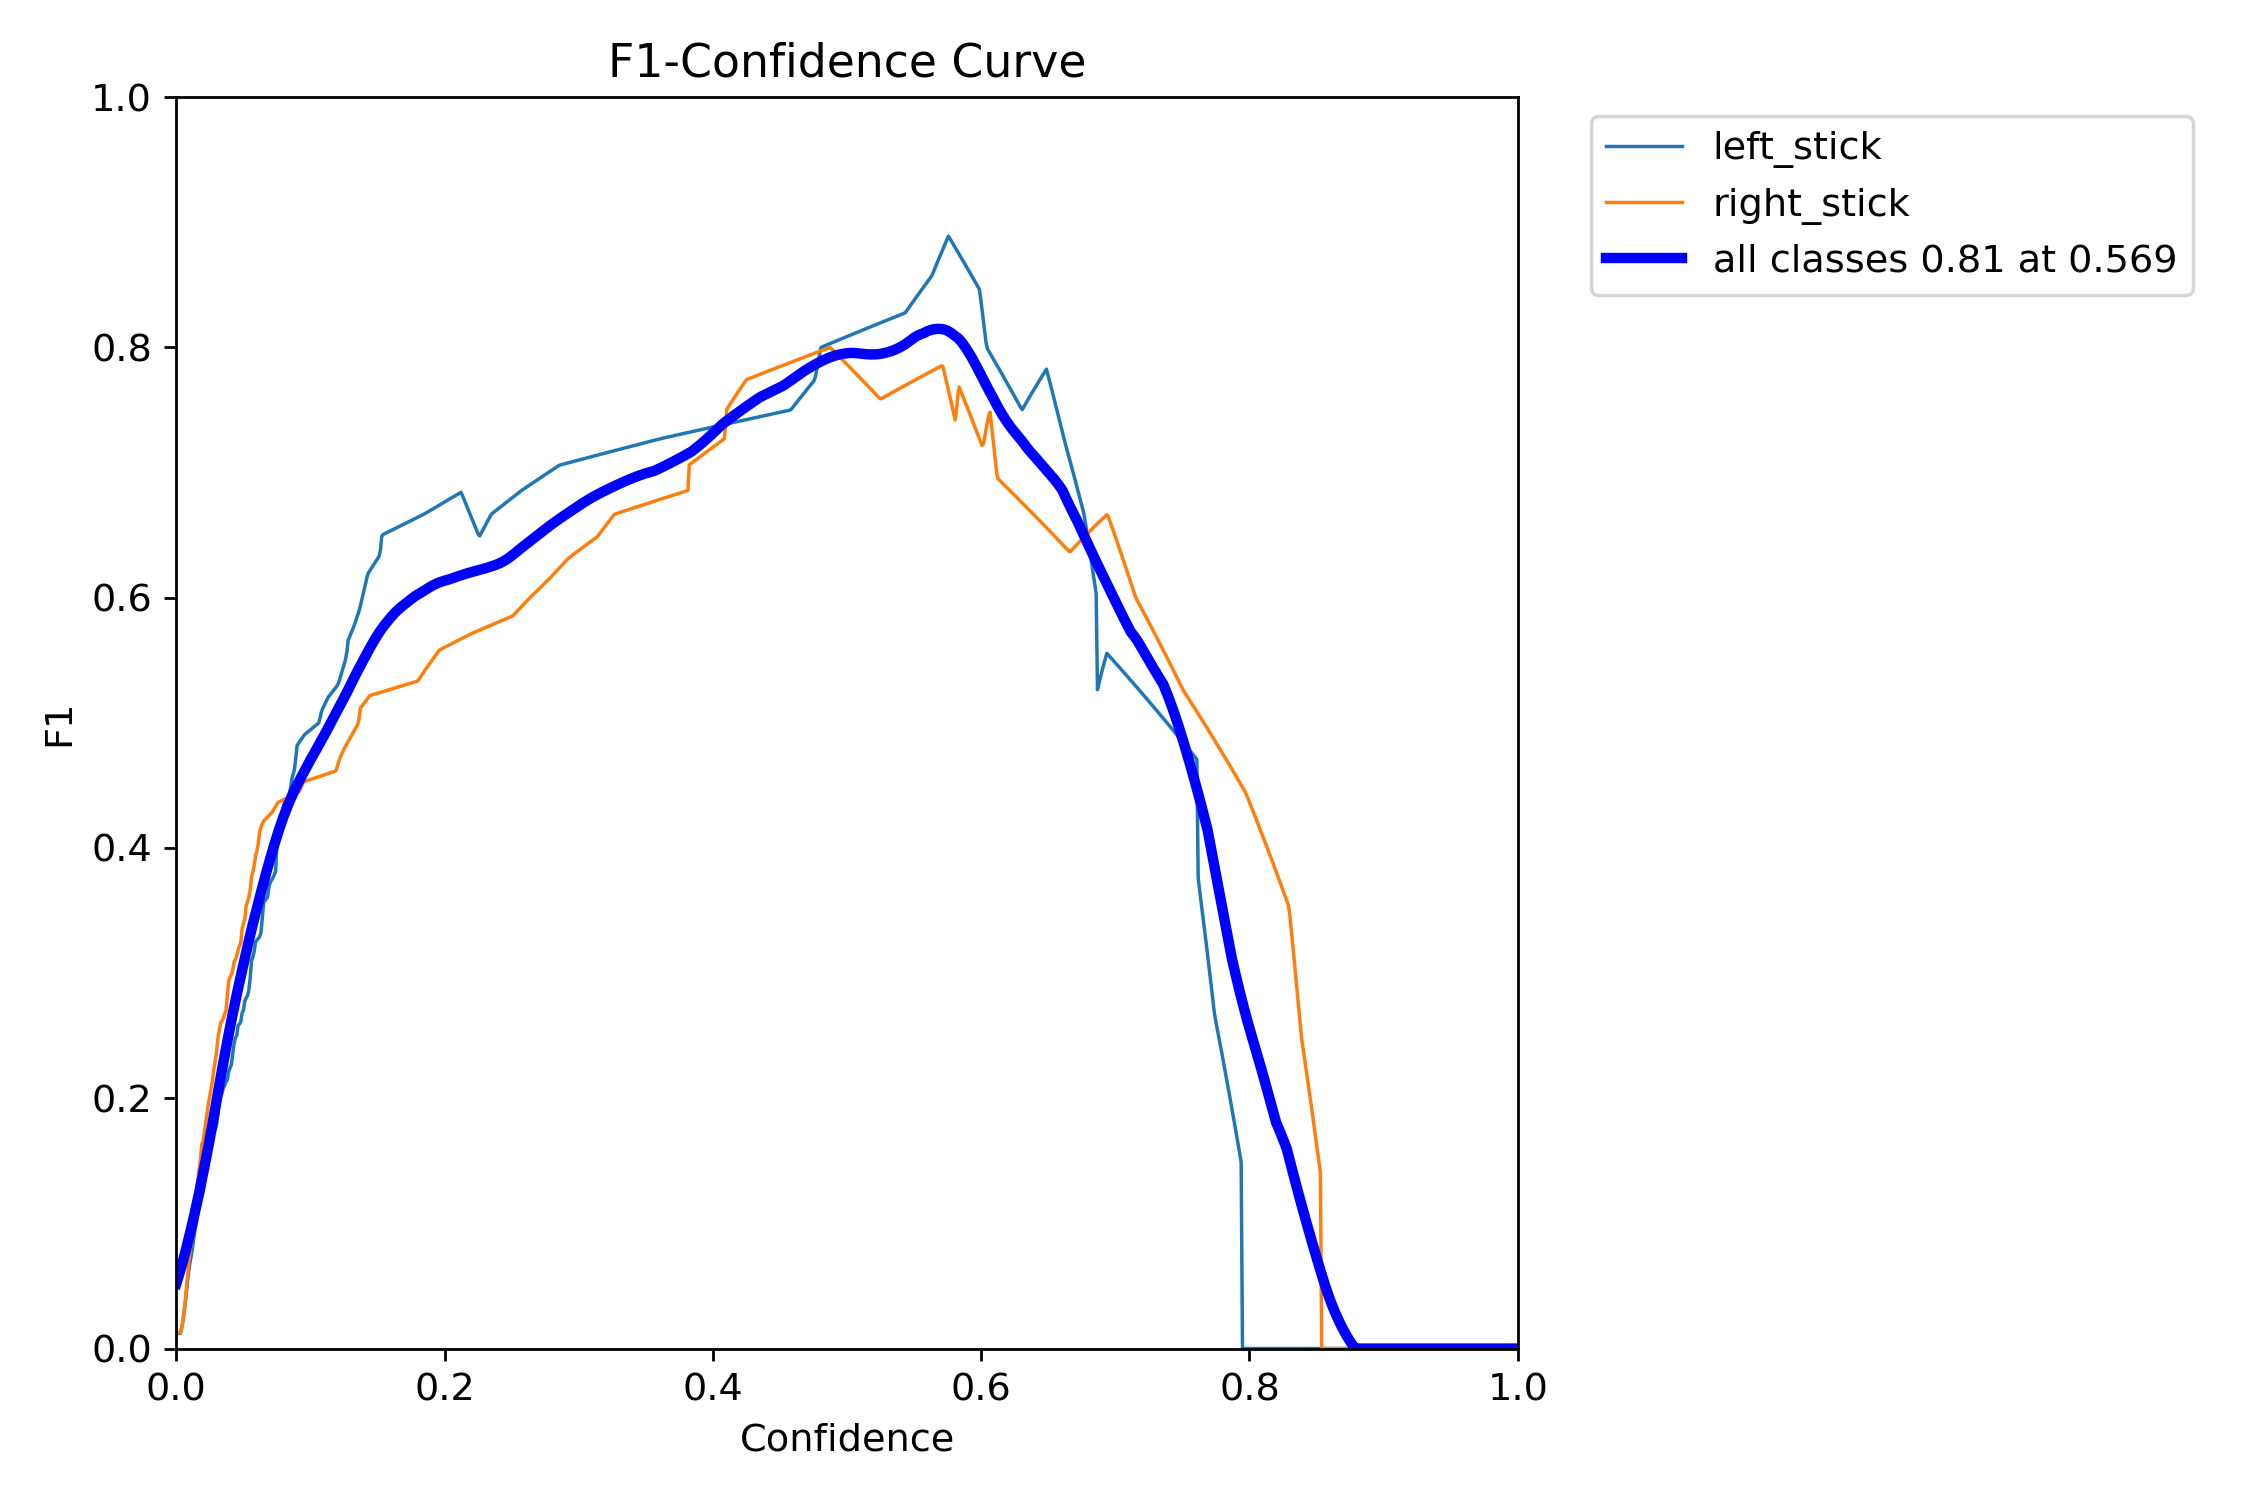 F1-Confidence Curve
1.0
0.8
0.6
0.4
0.2
0.0
F1
0.0 0.2 0.4 0.6 0.8 1.0
Confidence
left_stick
right_stick
all classes 0.81 at 0.569